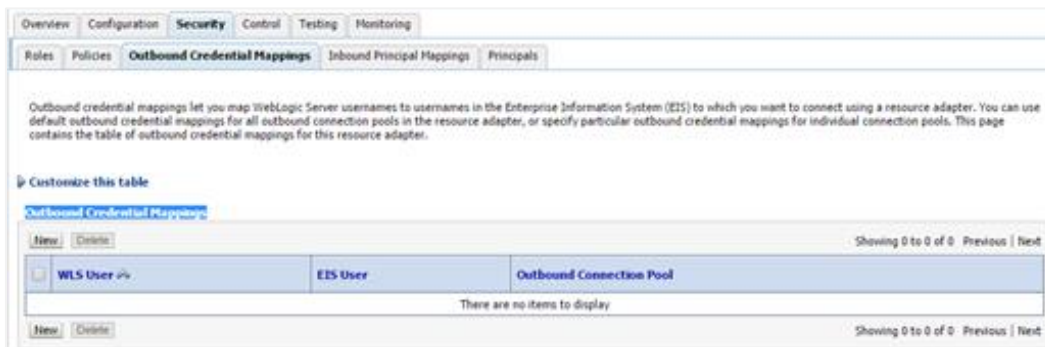 Overview Configuration Security Control Testing Monitoring
Roles Policies Outbound Credential Mappings Inbound Principal Mappings Principals
Outbound credential mappings let you map WebLogic Server usernames to usernames in the Enterprise Information System (EIS) to which you want to connect using a resource adapter. You can use
default outbound credential mappings for all outbound connection pools in the resource adapter, or specify particular outbound credential mappings for individual connection pools. This page
contains the table of outbound credential mappings for this resource adapter.
Customize this table
Outbound Credential Mappings
New Delete Showing 0 to 0 of 0 Previous | Next
WLS User EIS User Outbound Connection Pool
There are no items to display
New Delete Showing 0 to 0 of 0 Previous | Next